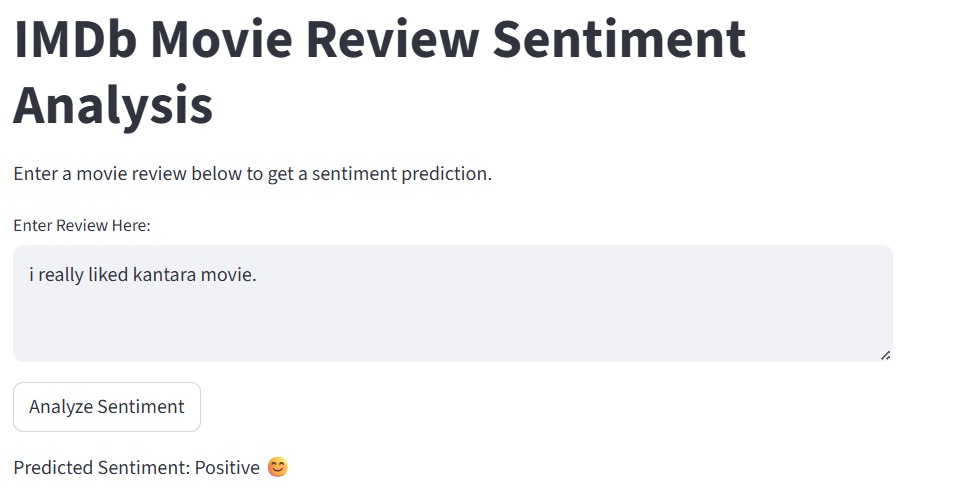 IMDb Movie Review Sentiment
Analysis
Enter a movie review below to get a sentiment prediction.
Enter Review Here:
i really liked kantara movie.
Analyze Sentiment
Predicted Sentiment: Positive 😊